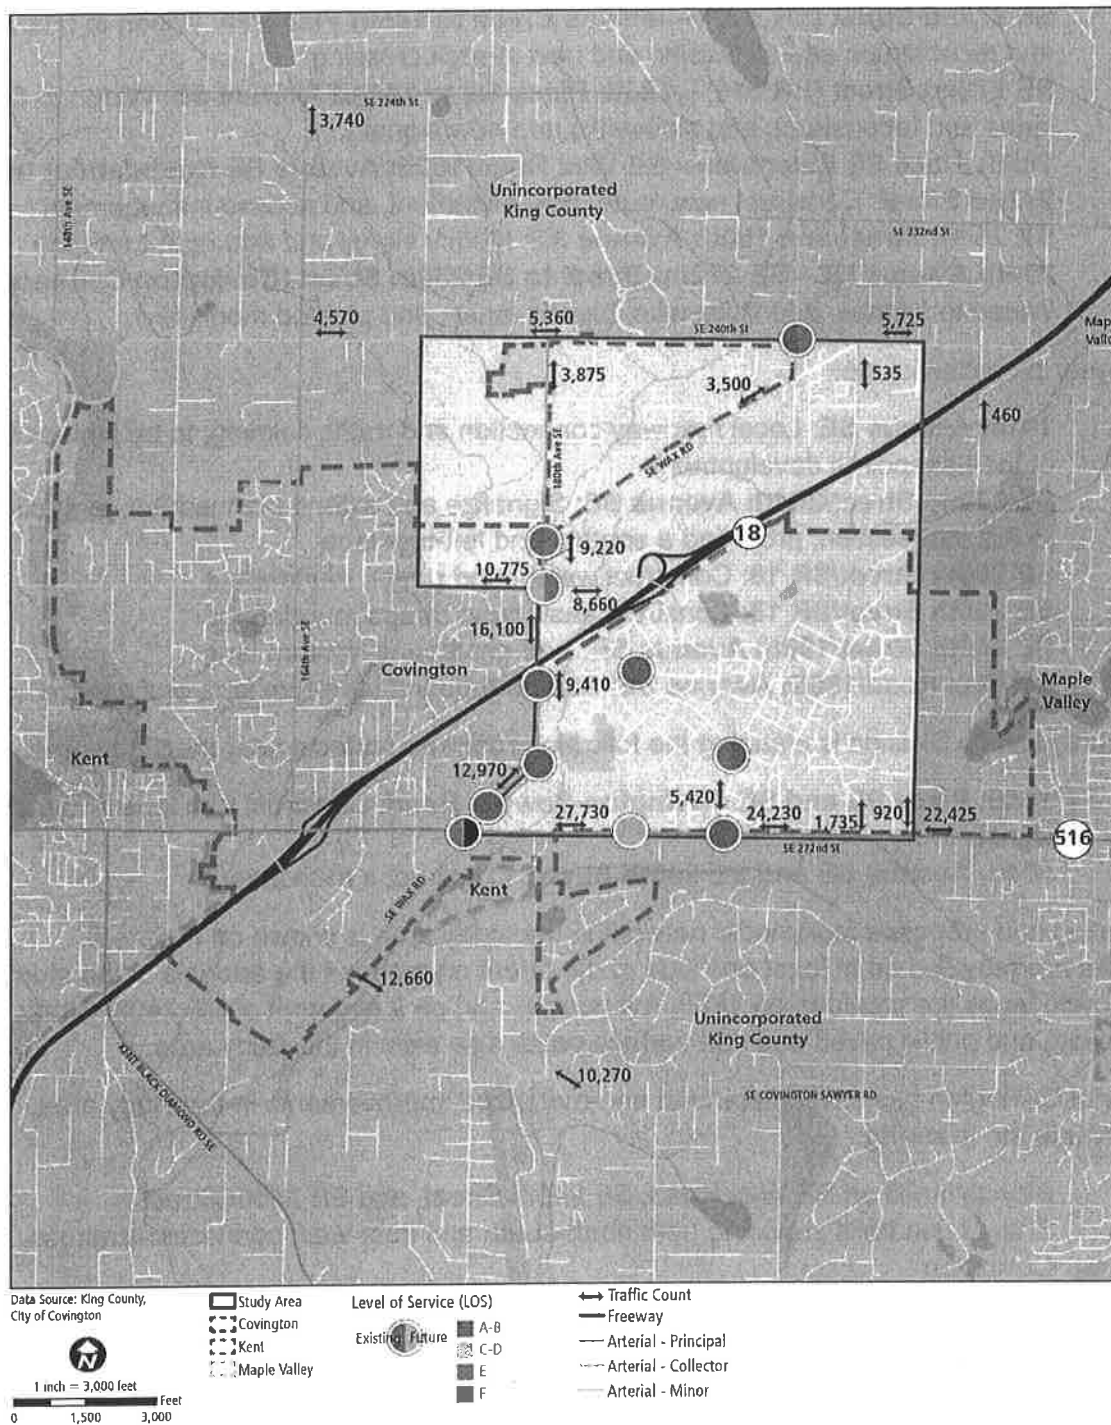 SE 224th St
3,740
148th Ave SE
Unincorporated
King County
SE 232nd St
4,570
5,360
SE 240th St
5,725
Maple
Valley
3,875
3,500
535
460
180th Ave SE
SE WAX RD
18
9,220
10,775
8,660
16,100
164th Ave SE
Covington
9,410
Maple
Valley
Kent
12,970
5,420
27,730
24,230
1,735
920
22,425
SE 272nd St
516
SE WAX RD
Kent
12,660
Unincorporated
King County
10,270
SE COVINGTON SAWYER RD
KENT BLACK DIAMOND RD SE
Data Source: King County,
City of Covington
N
1 inch = 3,000 feet
Feet
0 1,500 3,000
Study Area
Covington
Kent
Maple Valley
Level of Service (LOS)
Existing Future
A-B
C-D
E
F
Traffic Count
Freeway
Arterial - Principal
Arterial - Collector
Arterial - Minor